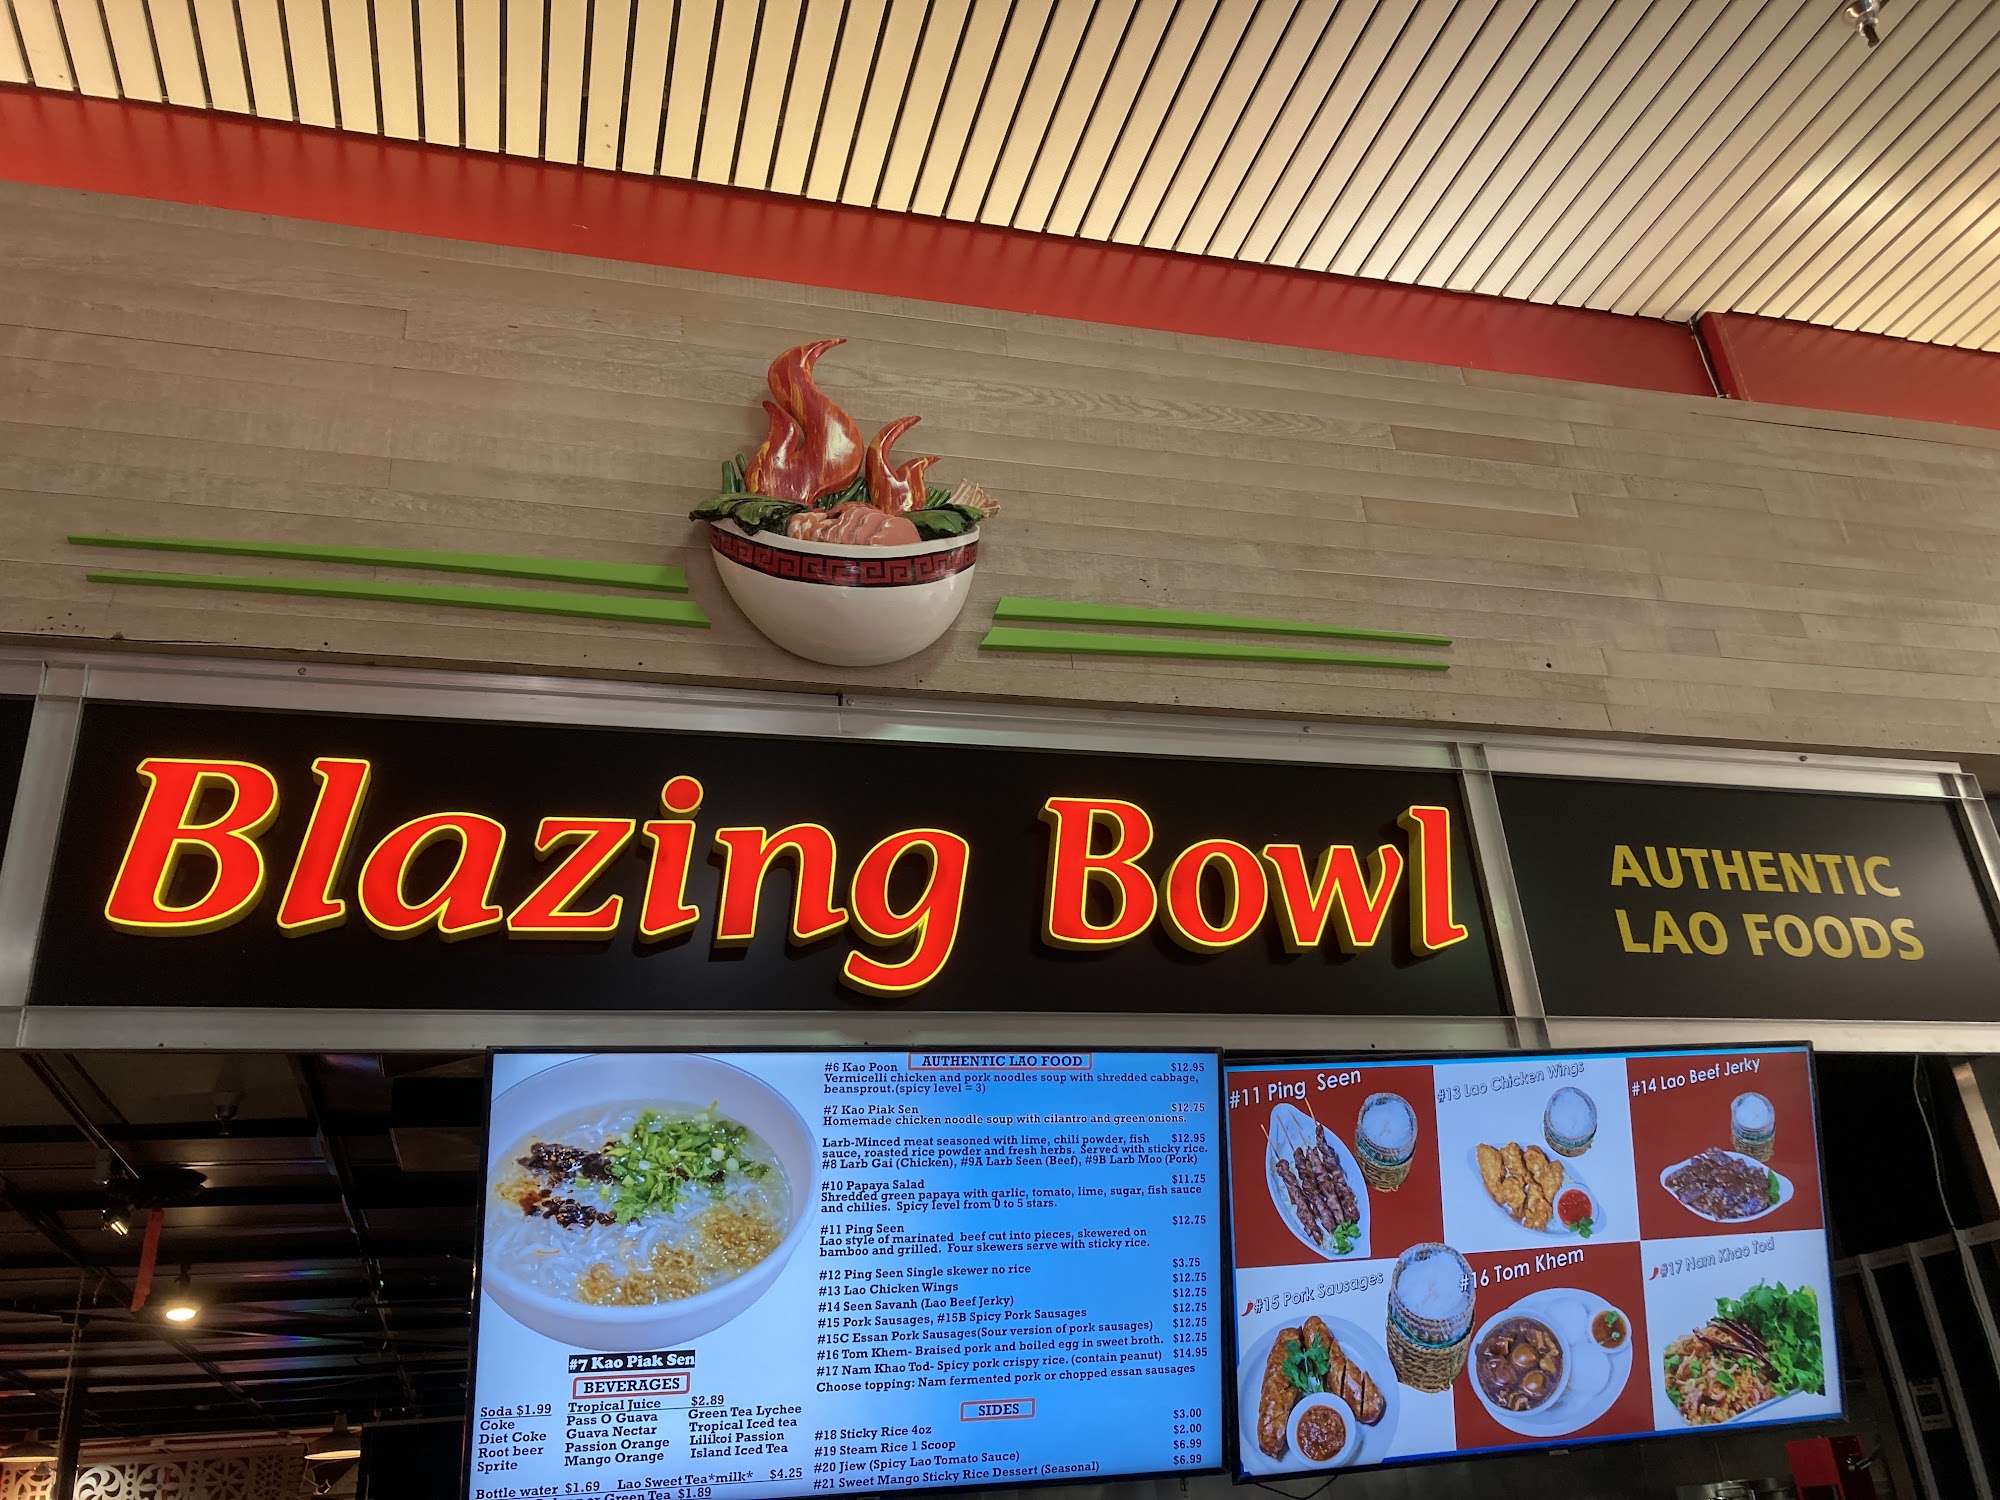 Blazing Bowl
AUTHENTIC
LAO FOODS
AUTHENTIC LAO FOOD
#6 Kao Poon $12.95
Vermicelli chicken and pork noodles soup with shredded cabbage,
beansprout.(spicy level = 3)
#7 Kao Piak Sen $12.75
Homemade chicken noodle soup with cilantro and green onions.
Larb-Minced meat seasoned with lime, chili powder, fish $12.95
sauce, roasted rice powder and fresh herbs. Served with sticky rice.
#8 Larb Gai (Chicken), #9A Larb Seen (Beef), #9B Larb Moo (Pork)
#10 Papaya Salad $11.75
Shredded green papaya with garlic, tomato, lime, sugar, fish sauce
and chilies. Spicy level from 0 to 5 stars.
#11 Ping Seen $12.75
Lao style of marinated beef cut into pieces, skewered on
bamboo and grilled. Four skewers serve with sticky rice.
#12 Ping Seen Single skewer no rice $3.75
#13 Lao Chicken Wings $12.75
#14 Seen Savanh (Lao Beef Jerky) $12.75
#15 Pork Sausages, #15B Spicy Pork Sausages $12.75
#15C Essan Pork Sausages(Sour version of pork sausages) $12.75
#16 Tom Khem- Braised pork and boiled egg in sweet broth. $12.75
#17 Nam Khao Tod- Spicy pork crispy rice. (contain peanut) $14.95
Choose topping: Nam fermented pork or chopped essan sausages
SIDES
#18 Sticky Rice 4oz $3.00
#19 Steam Rice 1 Scoop $2.00
#20 Jiew (Spicy Lao Tomato Sauce) $6.99
#21 Sweet Mango Sticky Rice Dessert (Seasonal) $6.99
#7 Kao Piak Sen
BEVERAGES
Soda $1.99
Coke
Diet Coke
Root beer
Sprite
Tropical Juice $2.89
Pass O Guava
Guava Nectar
Passion Orange
Mango Orange
Green Tea Lychee
Tropical Iced tea
Lilikoi Passion
Island Iced Tea
Bottle water $1.69 Lao Sweet Tea*milk* $4.25
or Green Tea $1.89
#11 Ping Seen
#13 Lao Chicken Wings
#14 Lao Beef Jerky
#15 Pork Sausages
#16 Tom Khem
#17 Nam Khao Tod